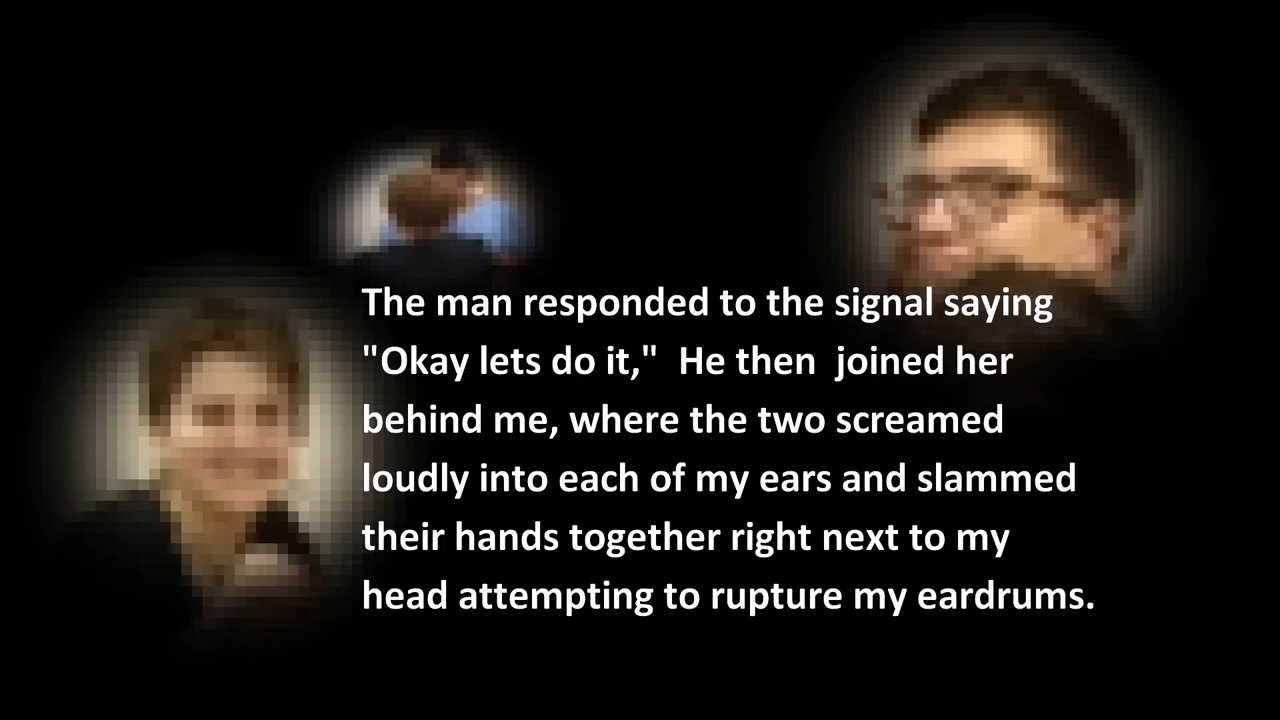 The man responded to the signal saying
"Okay lets do it,"  He then  joined her
behind me, where the two screamed
loudly into each of my ears and slammed
their hands together right next to my
head attempting to rupture my eardrums.